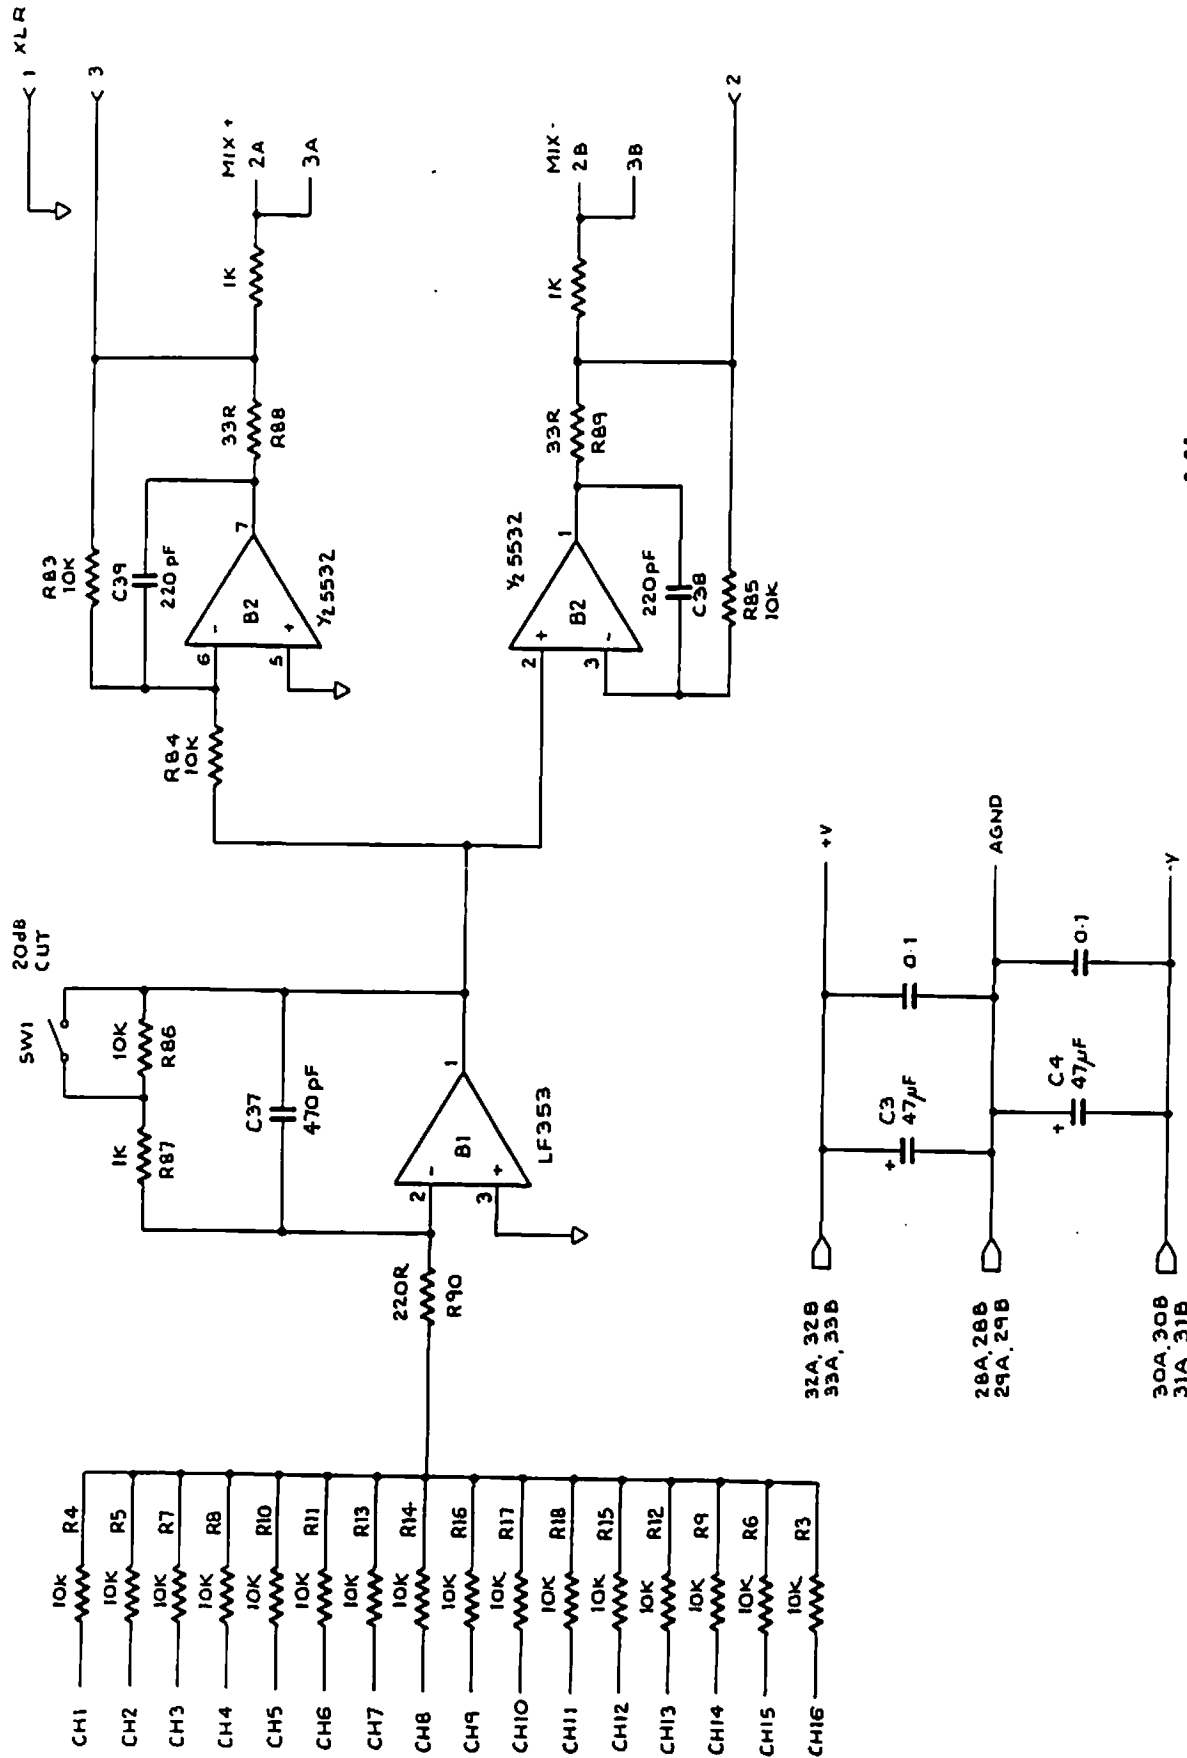 CH1 10K R4
CH2 10K R5
CH3 10K R7
CH4 10K R8
CH5 10K R10
CH6 10K R11
CH7 10K R13
CH8 10K R14
CH9 10K R16
CH10 10K R17
CH11 10K R18
CH12 10K R15
CH13 10K R12
CH14 10K R9
CH15 10K R6
CH16 10K R3
220R
R90
SW1
20dB
CUT
1K
R87
10K
R86
C37
470pF
2 -
3 +
B1
1
LF353
R84
10K
R83
10K
C39
220pF
6 -
5 +
B2
7
½ 5532
33R
R88
1K
MIX +
2A
3A
1 XLR
3
½ 5532
2 +
3 -
B2
1
220pF
C38
R85
10K
33R
R89
1K
MIX -
2B
3B
2
32A, 32B
33A, 33B
+V
+ C3
47µF
0.1
28A, 28B
29A, 29B
AGND
+ C4
47µF
0.1
30A, 30B
31A, 31B
-V